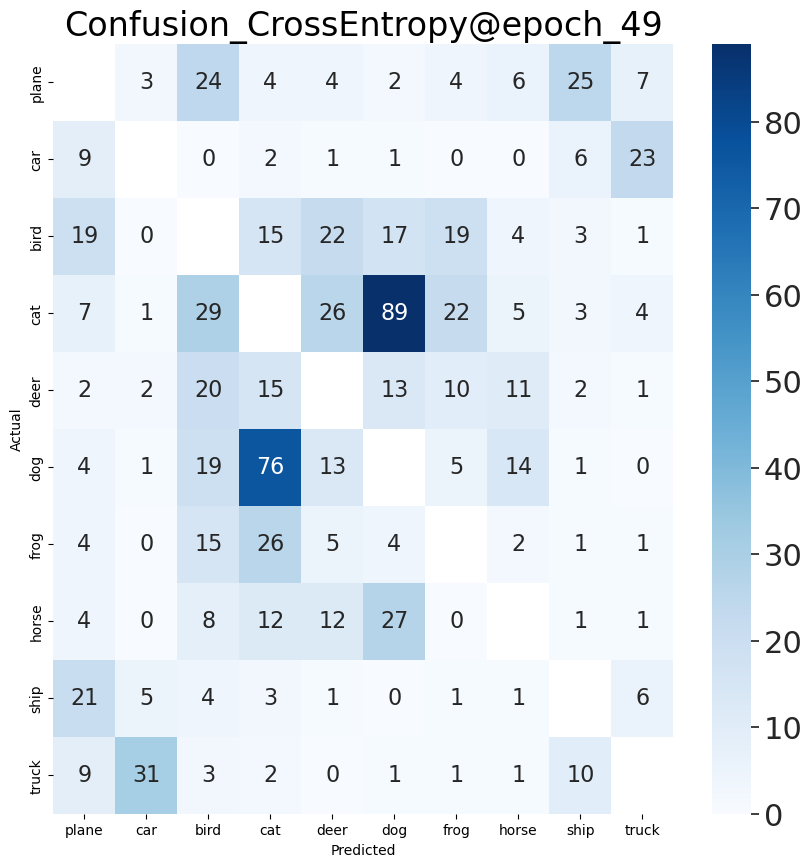 Confusion_CrossEntropy@epoch_49
plane 3 24 4 4 2 4 6 25 7
car 9 0 2 1 1 0 0 6 23
bird 19 0 15 22 17 19 4 3 1
cat 7 1 29 26 89 22 5 3 4
deer 2 2 20 15 13 10 11 2 1
dog 4 1 19 76 13 5 14 1 0
frog 4 0 15 26 5 4 2 1 1
horse 4 0 8 12 12 27 0 1 1
ship 21 5 4 3 1 0 1 1 6
truck 9 31 3 2 0 1 1 1 10
plane car bird cat deer dog frog horse ship truck
Predicted
Actual
80
70
60
50
40
30
20
10
0